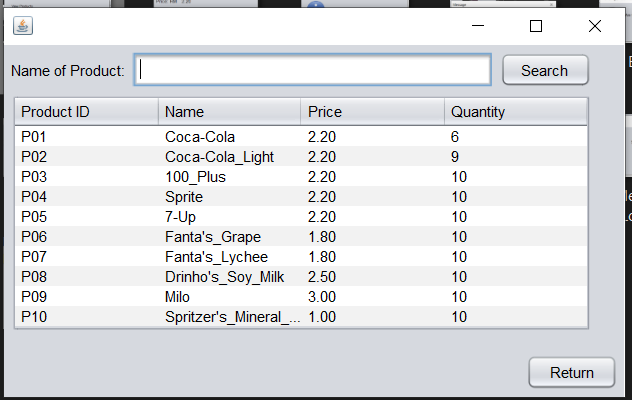 Name of Product: Search
Product ID Name Price Quantity
P01 Coca-Cola 2.20 6
P02 Coca-Cola_Light 2.20 9
P03 100_Plus 2.20 10
P04 Sprite 2.20 10
P05 7-Up 2.20 10
P06 Fanta's_Grape 1.80 10
P07 Fanta's_Lychee 1.80 10
P08 Drinho's_Soy_Milk 2.50 10
P09 Milo 3.00 10
P10 Spritzer's_Mineral_... 1.00 10
Return